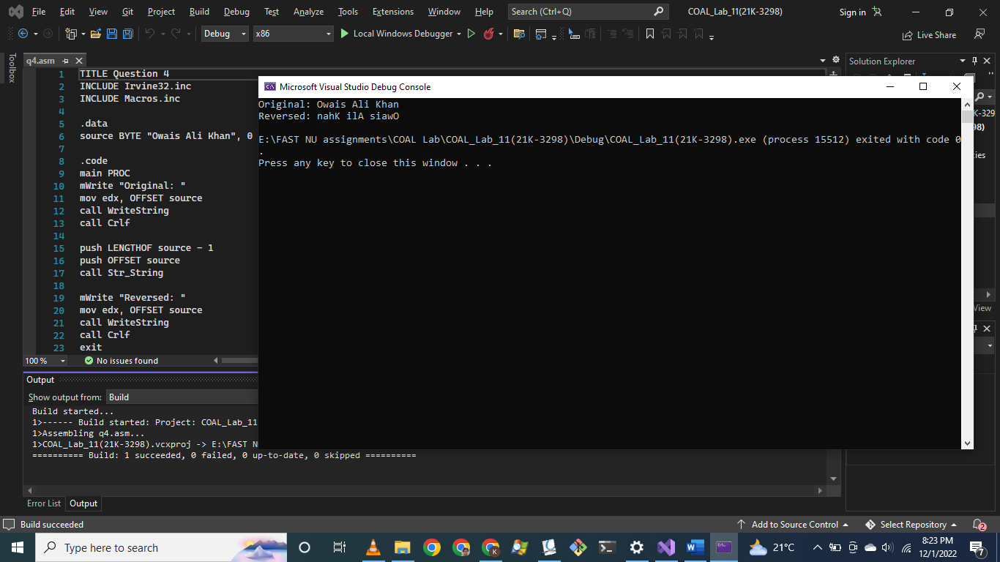 File Edit View Git Project Build Debug Test Analyze Tools Extensions Window Help Search (Ctrl+Q) COAL_Lab_11(21K-3298) Sign in
Debug x86 Local Windows Debugger Live Share
Toolbox
q4.asm
Solution Explorer
1 TITLE Question 4
2 INCLUDE Irvine32.inc
3 INCLUDE Macros.inc
4
5 .data
6 source BYTE "Owais Ali Khan", 0
7
8 .code
9 main PROC
10 mWrite "Original: "
11 mov edx, OFFSET source
12 call WriteString
13 call Crlf
14
15 push LENGTHOF source - 1
16 push OFFSET source
17 call Str_String
18
19 mWrite "Reversed: "
20 mov edx, OFFSET source
21 call WriteString
22 call Crlf
23 exit
100 % No issues found
Microsoft Visual Studio Debug Console
Original: Owais Ali Khan
Reversed: nahK ilA siawO
E:\FAST NU assignments\COAL Lab\COAL_Lab_11(21K-3298)\Debug\COAL_Lab_11(21K-3298).exe (process 15512) exited with code 0
.
Press any key to close this window . . .
K-329
8)
ies
View
Output
Show output from: Build
Build started...
1>------ Build started: Project: COAL_Lab_11
1>Assembling q4.asm...
1>COAL_Lab_11(21K-3298).vcxproj -> E:\FAST N
========== Build: 1 succeeded, 0 failed, 0 up-to-date, 0 skipped ==========
Error List Output
Build succeeded Add to Source Control Select Repository 2
Type here to search 21°C 8:23 PM
12/1/2022 7